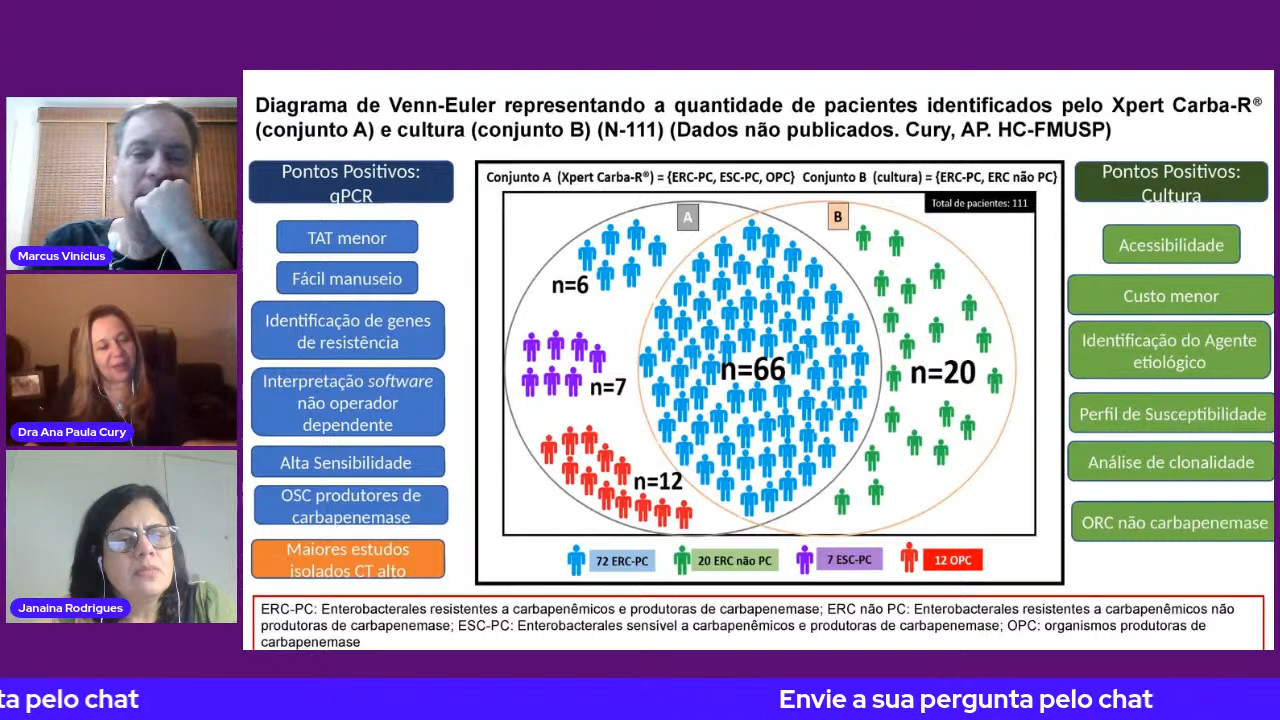 Diagrama de Venn-Euler representando a quantidade de pacientes identificados pelo Xpert Carba-R®
(conjunto A) e cultura (conjunto B) (N-111) (Dados não publicados. Cury, AP. HC-FMUSP)
Pontos Positivos:
qPCR
TAT menor
Fácil manuseio
Identificação de genes
de resistência
Interpretação software
não operador
dependente
Alta Sensibilidade
OSC produtores de
carbapenemase
Maiores estudos
isolados CT alto
Conjunto A (Xpert Carba-R®) = {ERC-PC, ESC-PC, OPC} Conjunto B (cultura) = {ERC-PC, ERC não PC}
Total de pacientes: 111
A
B
n=6
n=7
n=12
n=66
n=20
72 ERC-PC
20 ERC não PC
7 ESC-PC
12 OPC
Pontos Positivos:
Cultura
Acessibilidade
Custo menor
Identificação do Agente
etiológico
Perfil de Susceptibilidade
Análise de clonalidade
ORC não carbapenemase
ERC-PC: Enterobacterales resistentes a carbapenêmicos e produtoras de carbapenemase; ERC não PC: Enterobacterales resistentes a carbapenêmicos não
produtoras de carbapenemase; ESC-PC: Enterobacterales sensível a carbapenêmicos e produtoras de carbapenemase; OPC: organismos produtoras de
carbapenemase
Marcus Vinícius
Dra Ana Paula Cury
Janaina Rodrigues
ta pelo chat
Envie a sua pergunta pelo chat